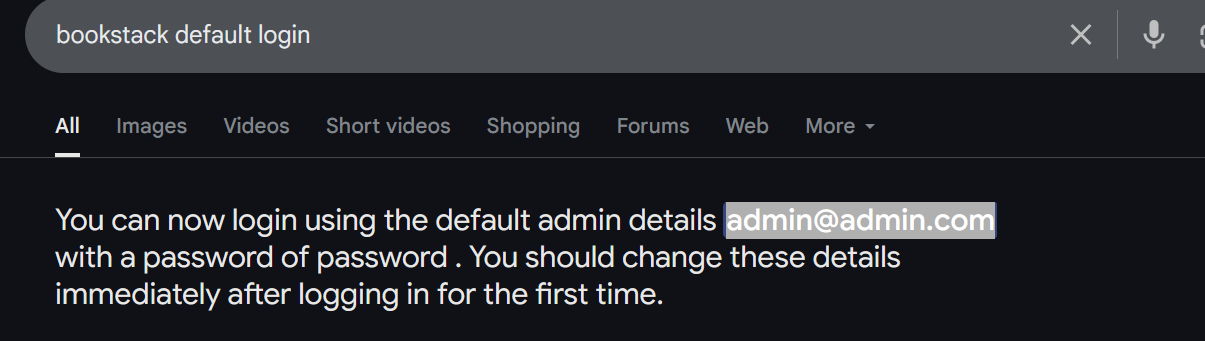 bookstack default login
All Images Videos Short videos Shopping Forums Web More
You can now login using the default admin details admin@admin.com
with a password of password . You should change these details
immediately after logging in for the first time.